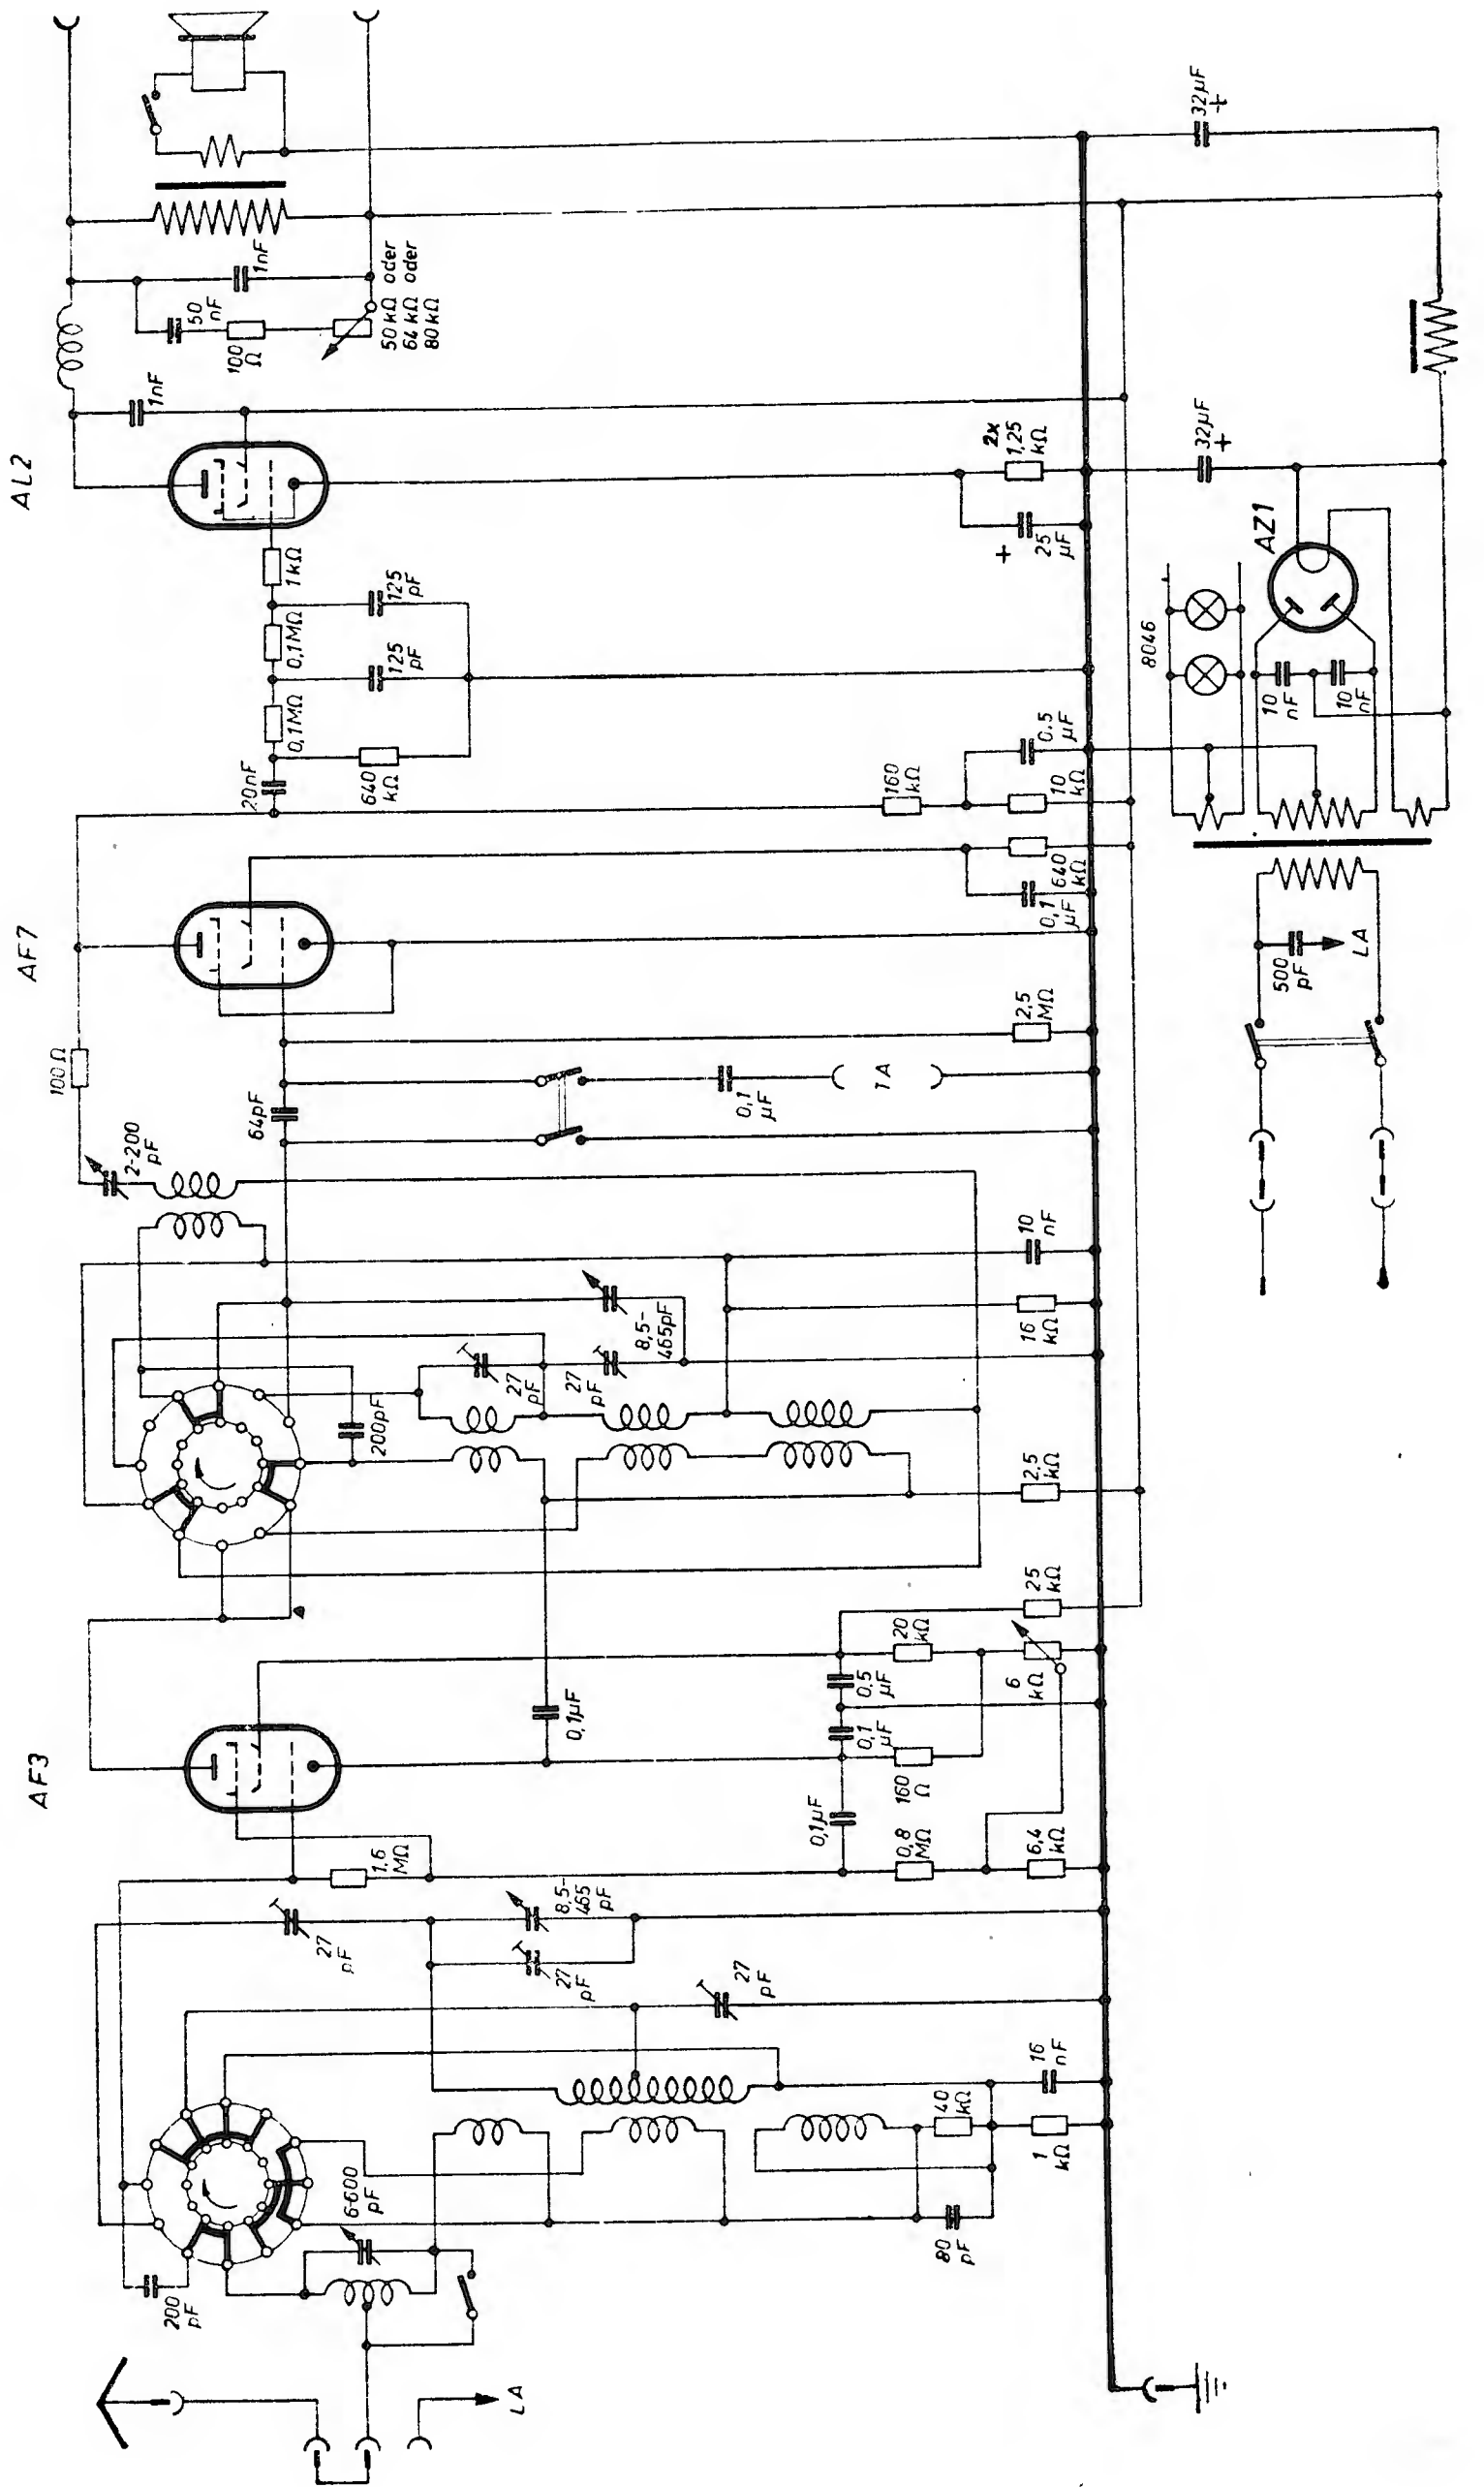 AF3
AF7
AL2
AZ1
200
pF
6-600
pF
LA
80
pF
40
kΩ
1
kΩ
16
nF
27
pF
27
pF
27
pF
8,5-
465
pF
1,6
MΩ
0,1µF
0,8
MΩ
6,4
kΩ
160
Ω
0,1
µF
0,5
µF
20
kΩ
6
kΩ
25
kΩ
0,1µF
2,5
kΩ
200pF
27
pF
27
pF
8,5-
465pF
16
kΩ
10
nF
2-200
pF
100Ω
64pF
0,1
µF
TA
2,5
MΩ
0,1
µF
640
kΩ
10
kΩ
0,5
µF
160
kΩ
20nF
640
kΩ
0,1MΩ
125
pF
0,1MΩ
125
pF
1kΩ
+
25
µF
2x
1,25
kΩ
1nF
100
Ω
50
nF
1nF
50 kΩ oder
64 kΩ oder
80 kΩ
32µF
+
32µF
+
8046
10
nF
10
nF
500
pF
LA